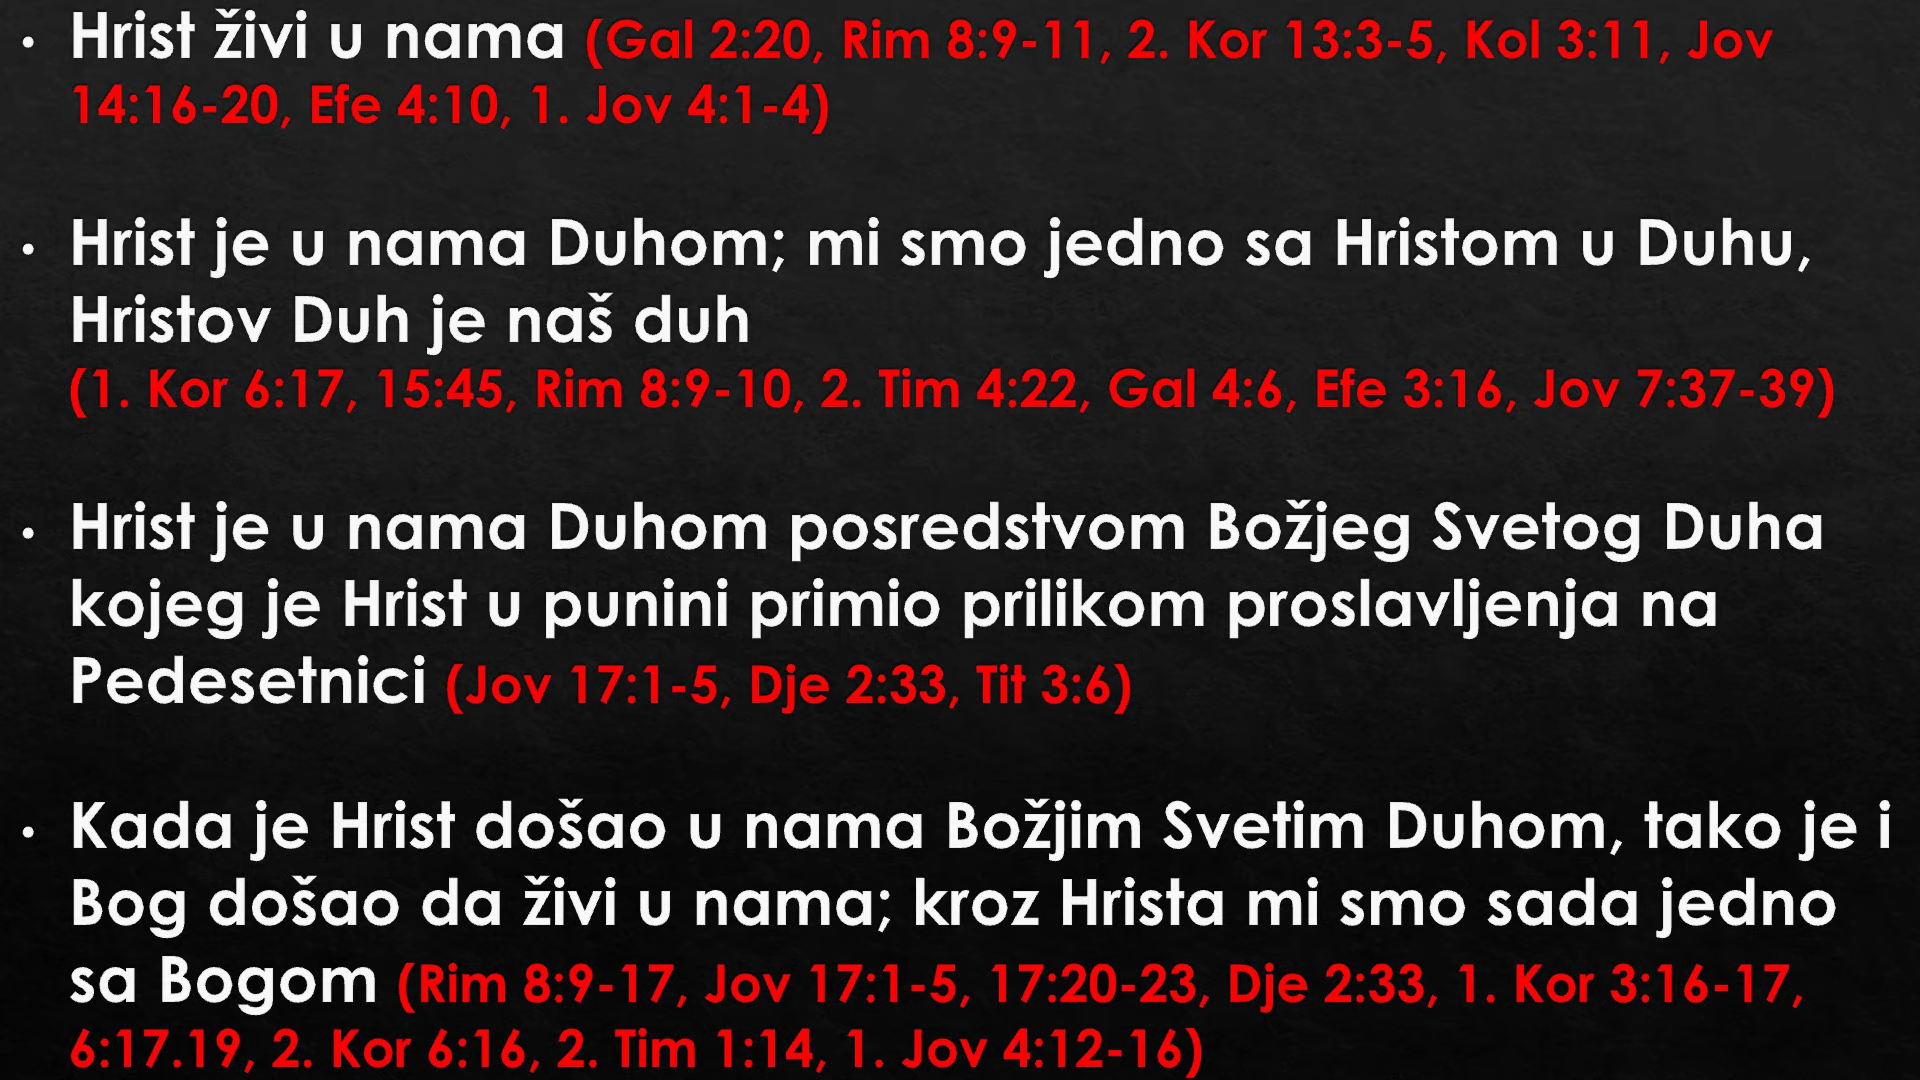 • Hrist živi u nama (Gal 2:20, Rim 8:9-11, 2. Kor 13:3-5, Kol 3:11, Jov
14:16-20, Efe 4:10, 1. Jov 4:1-4)
• Hrist je u nama Duhom; mi smo jedno sa Hristom u Duhu,
Hristov Duh je naš duh
(1. Kor 6:17, 15:45, Rim 8:9-10, 2. Tim 4:22, Gal 4:6, Efe 3:16, Jov 7:37-39)
• Hrist je u nama Duhom posredstvom Božjeg Svetog Duha
kojeg je Hrist u punini primio prilikom proslavljenja na
Pedesetnici (Jov 17:1-5, Dje 2:33, Tit 3:6)
• Kada je Hrist došao u nama Božjim Svetim Duhom, tako je i
Bog došao da živi u nama; kroz Hrista mi smo sada jedno
sa Bogom (Rim 8:9-17, Jov 17:1-5, 17:20-23, Dje 2:33, 1. Kor 3:16-17,
6:17.19, 2. Kor 6:16, 2. Tim 1:14, 1. Jov 4:12-16)